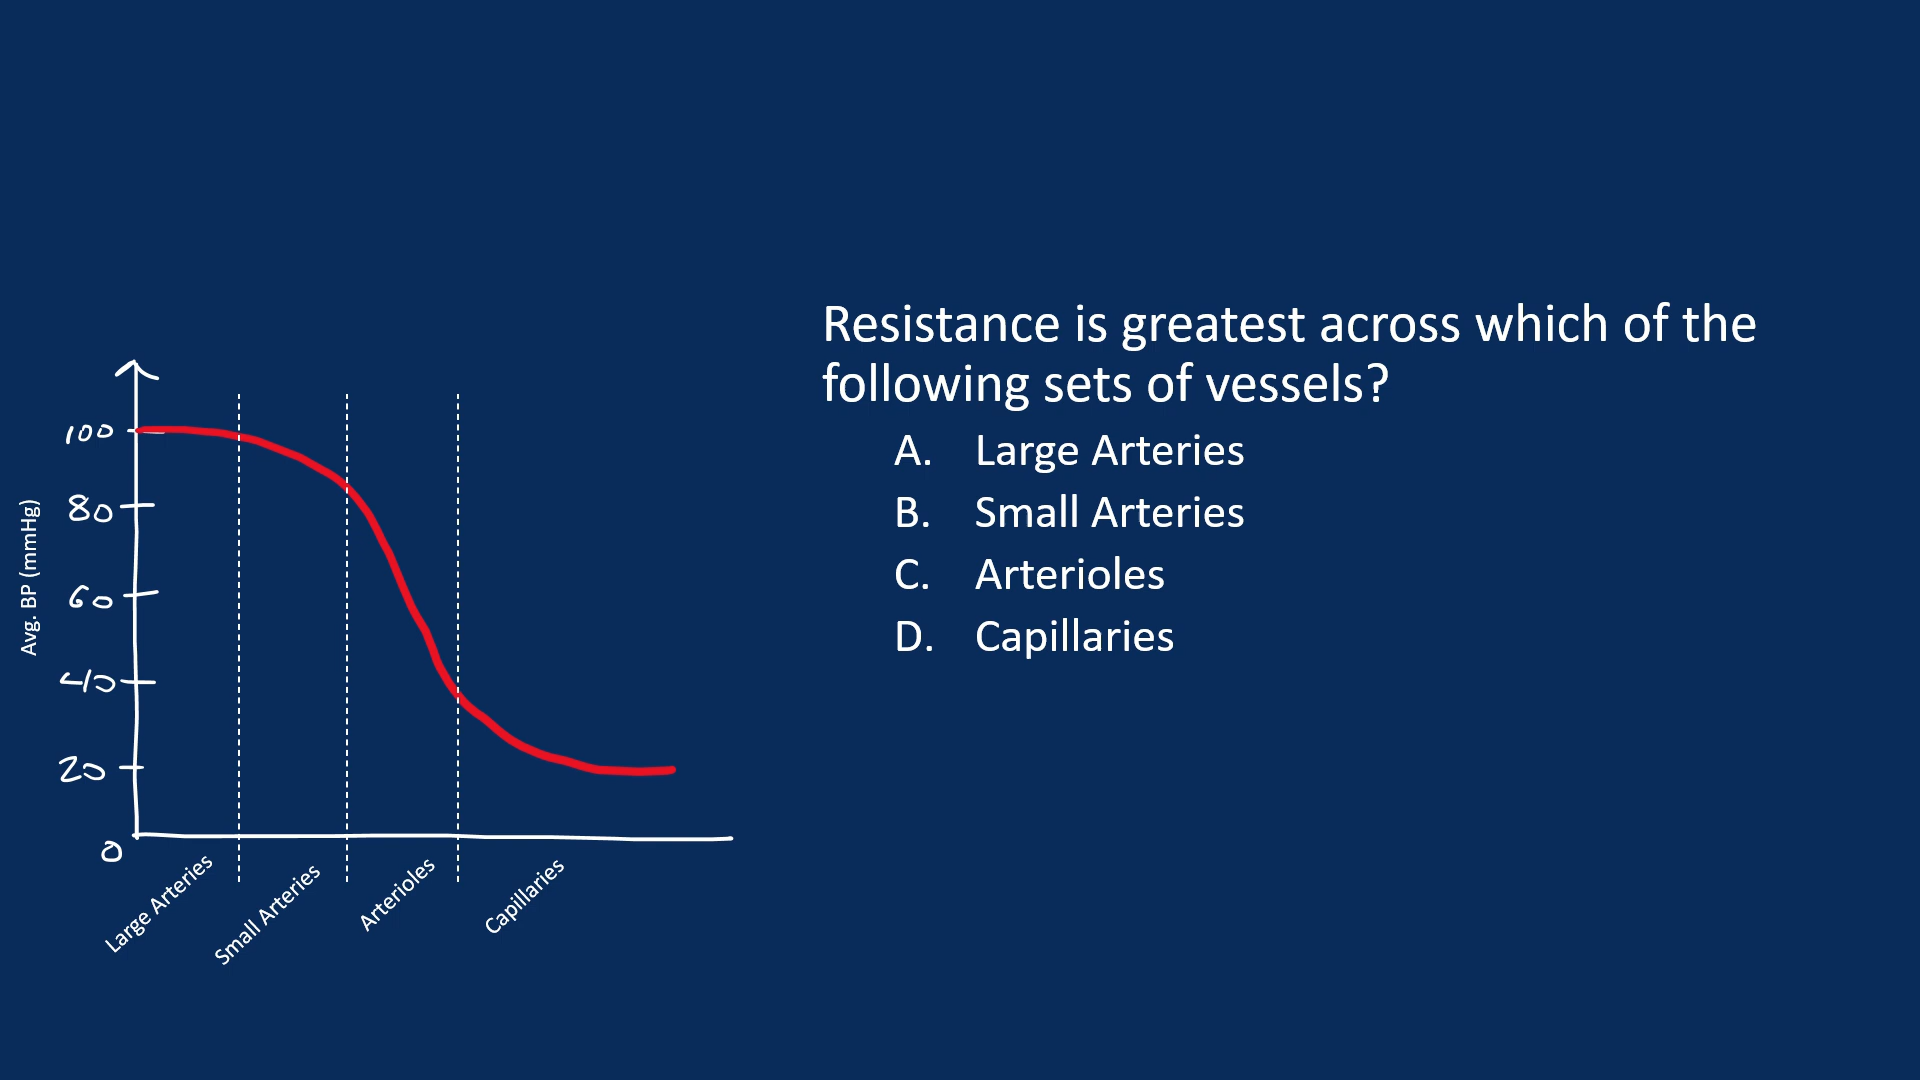 Resistance is greatest across which of the
following sets of vessels?
A. Large Arteries
B. Small Arteries
C. Arterioles
D. Capillaries
Avg. BP (mmHg)
100
80
60
40
20
0
Large Arteries
Small Arteries
Arterioles
Capillaries